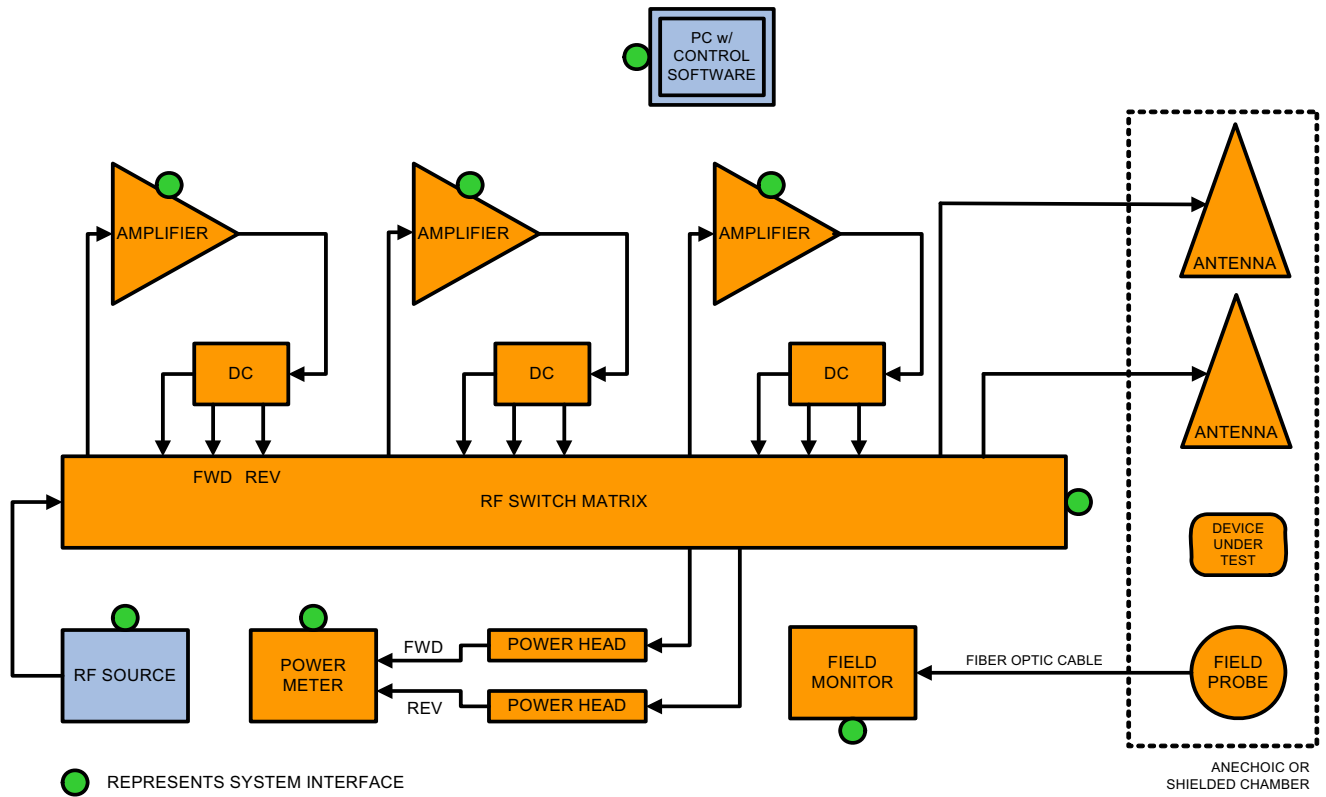 PC w/
CONTROL
SOFTWARE
AMPLIFIER
AMPLIFIER
AMPLIFIER
ANTENNA
DC
DC
DC
ANTENNA
FWD REV
RF SWITCH MATRIX
DEVICE
UNDER
TEST
RF SOURCE
POWER
METER
FWD
REV
POWER HEAD
POWER HEAD
FIELD
MONITOR
FIBER OPTIC CABLE
FIELD
PROBE
REPRESENTS SYSTEM INTERFACE
ANECHOIC OR
SHIELDED CHAMBER